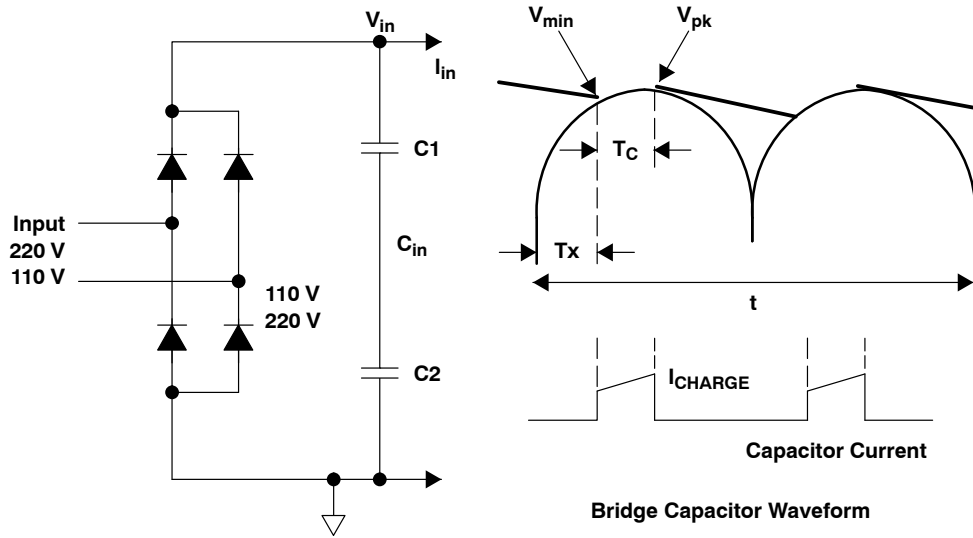 V_in
I_in
C1
Input
220 V
110 V
C_in
110 V
220 V
C2
V_min
V_pk
T_C
Tx
t
I_CHARGE
Capacitor Current
Bridge Capacitor Waveform